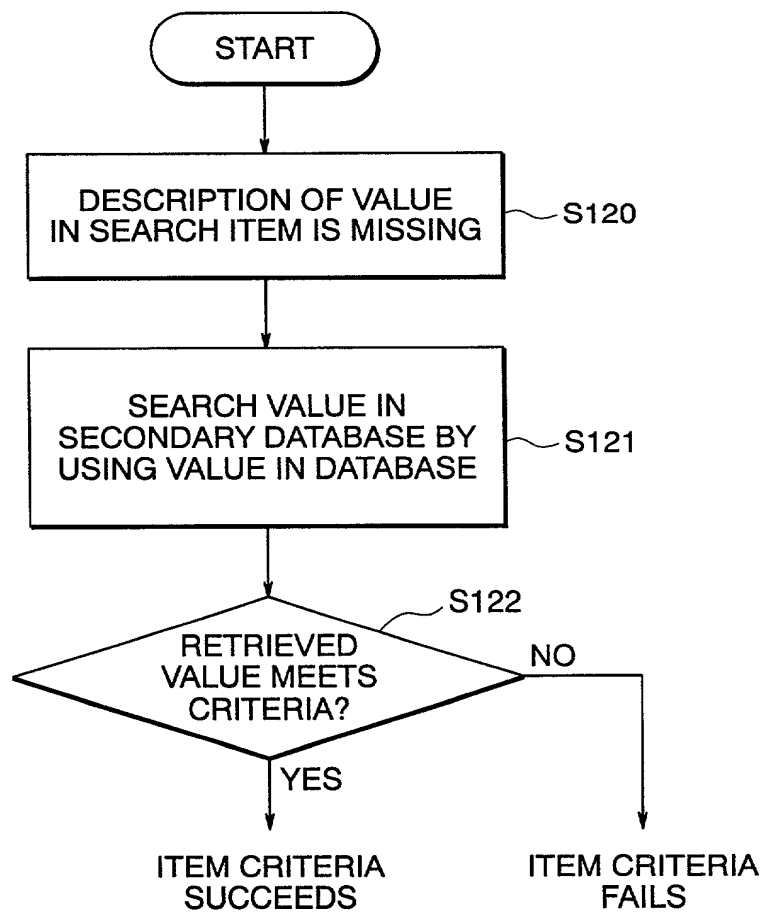 START
DESCRIPTION OF VALUE
IN SEARCH ITEM IS MISSING
S120
SEARCH VALUE IN
SECONDARY DATABASE BY
USING VALUE IN DATABASE
S121
S122
RETRIEVED
VALUE MEETS
CRITERIA?
NO
YES
ITEM CRITERIA
SUCCEEDS
ITEM CRITERIA
FAILS